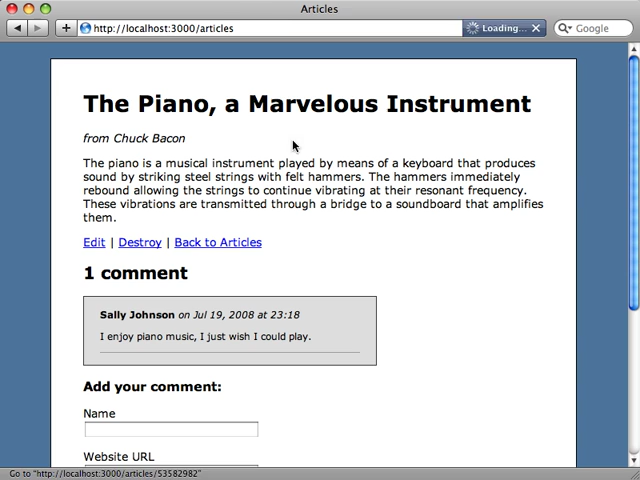 Articles
http://localhost:3000/articles
Loading...
Google
The Piano, a Marvelous Instrument
from Chuck Bacon
The piano is a musical instrument played by means of a keyboard that produces
sound by striking steel strings with felt hammers. The hammers immediately
rebound allowing the strings to continue vibrating at their resonant frequency.
These vibrations are transmitted through a bridge to a soundboard that amplifies
them.
Edit | Destroy | Back to Articles
1 comment
Sally Johnson on Jul 19, 2008 at 23:18
I enjoy piano music, I just wish I could play.
Add your comment:
Name
Website URL
Go to "http://localhost:3000/articles/53582982"